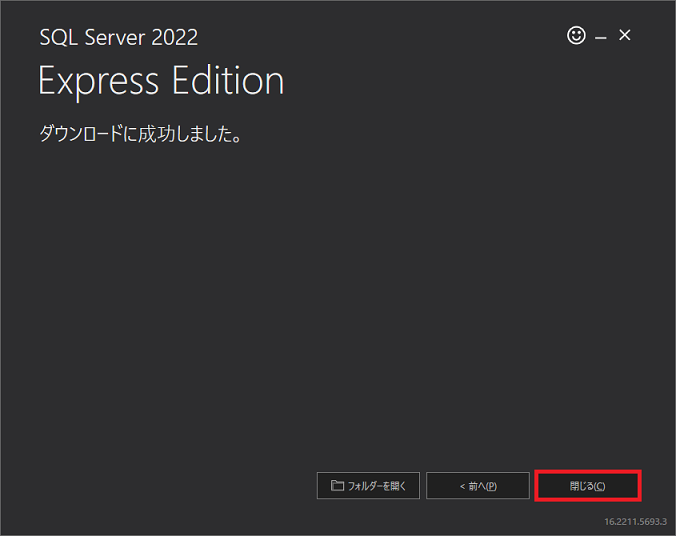 SQL Server 2022
Express Edition
ダウンロードに成功しました。
フォルダーを開く
< 前へ(P)
閉じる(C)
16.2211.5693.3